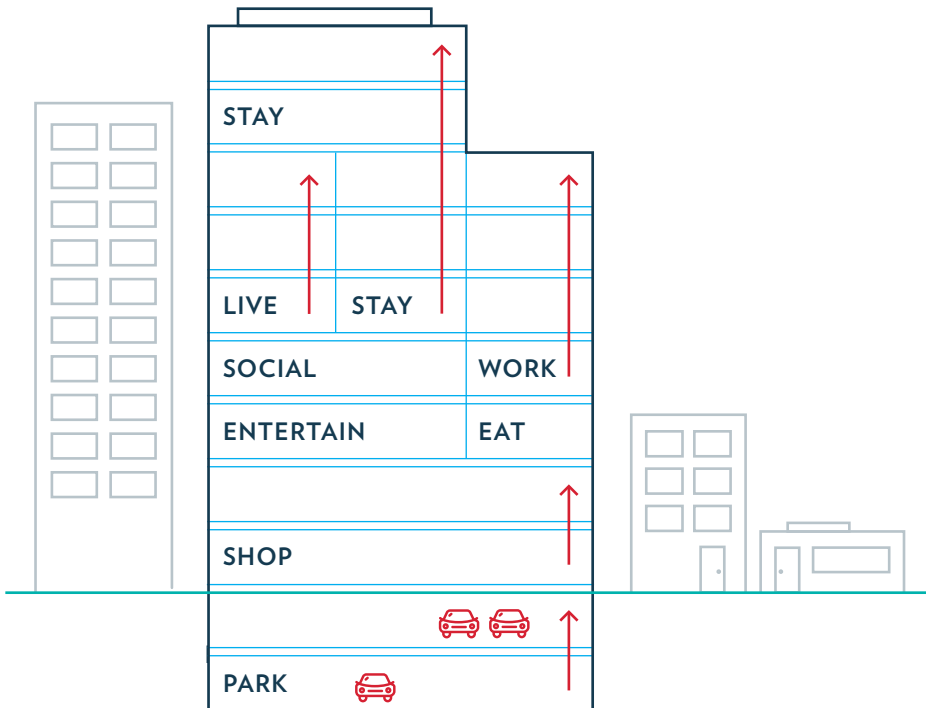 STAY
LIVE STAY
SOCIAL WORK
ENTERTAIN EAT
SHOP
PARK